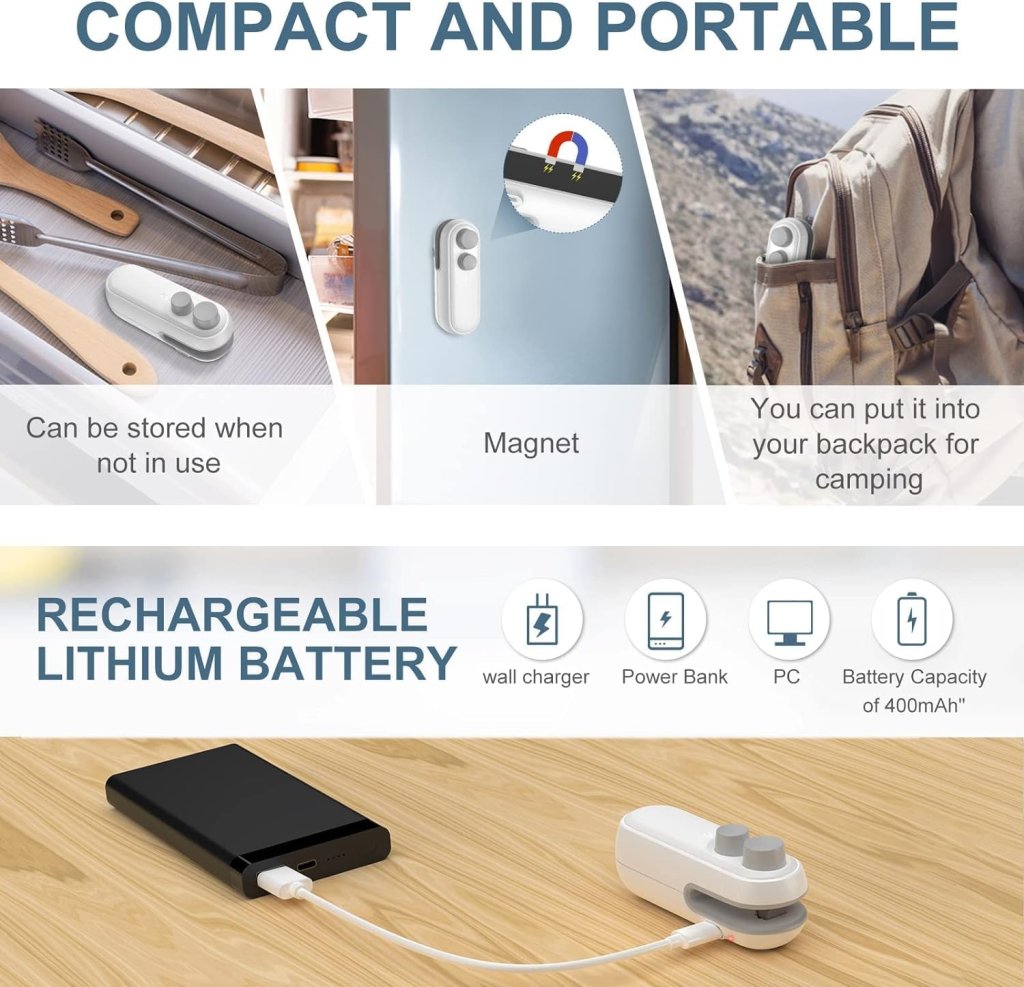 COMPACT AND PORTABLE
Can be stored when
not in use
Magnet
You can put it into
your backpack for
camping
RECHARGEABLE
LITHIUM BATTERY
wall charger
Power Bank
PC
Battery Capacity
of 400mAh"